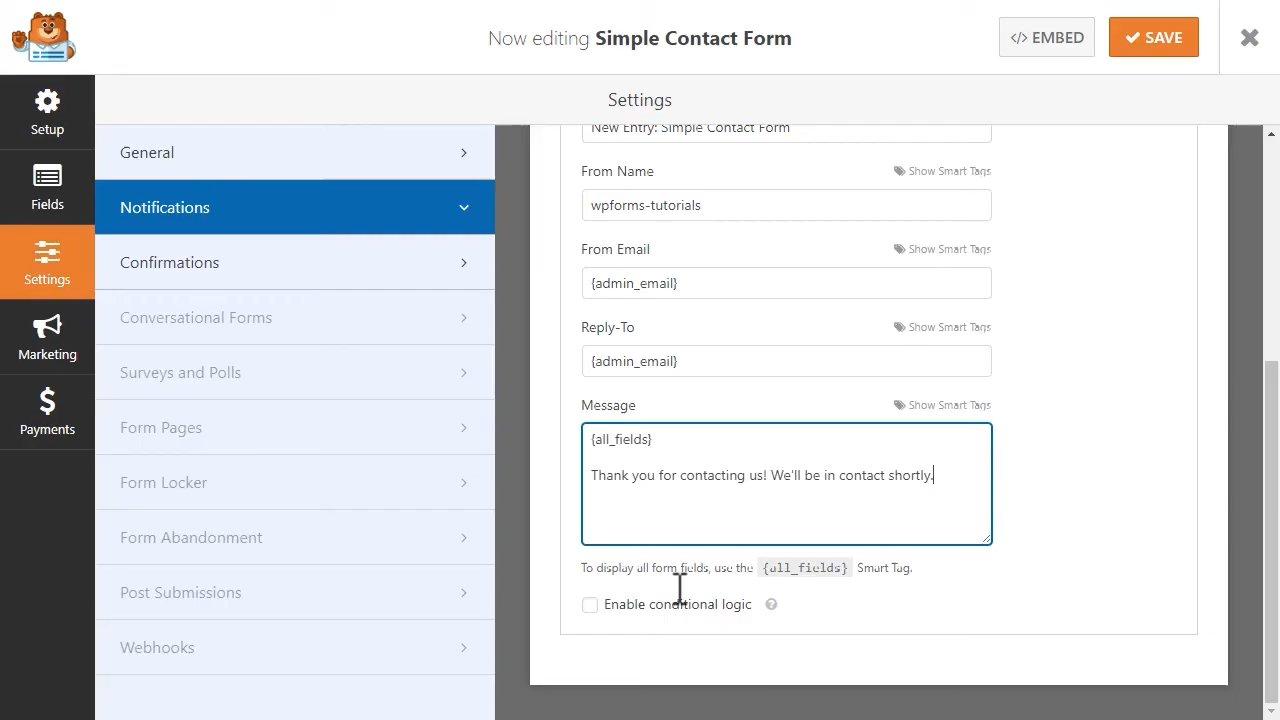 Now editing Simple Contact Form
</> EMBED
SAVE
Settings
Setup
Fields
Settings
Marketing
Payments
General
Notifications
Confirmations
Conversational Forms
Surveys and Polls
Form Pages
Form Locker
Form Abandonment
Post Submissions
Webhooks
New Entry: Simple Contact Form
From Name Show Smart Tags
wpforms-tutorials
From Email Show Smart Tags
{admin_email}
Reply-To Show Smart Tags
{admin_email}
Message Show Smart Tags
{all_fields}
Thank you for contacting us! We'll be in contact shortly.
To display all form fields, use the {all_fields} Smart Tag.
Enable conditional logic